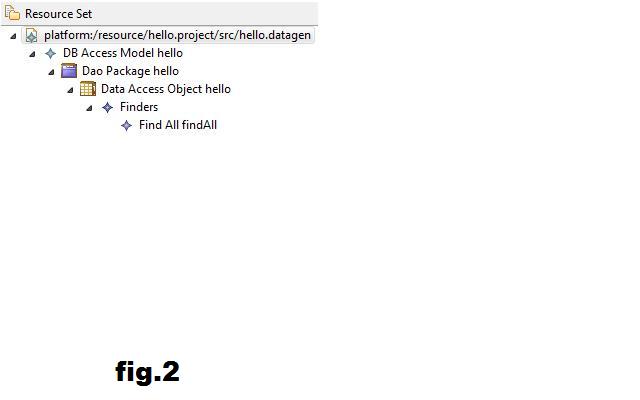 Resource Set
platform:/resource/hello.project/src/hello.datagen
DB Access Model hello
Dao Package hello
Data Access Object hello
Finders
Find All findAll
fig.2